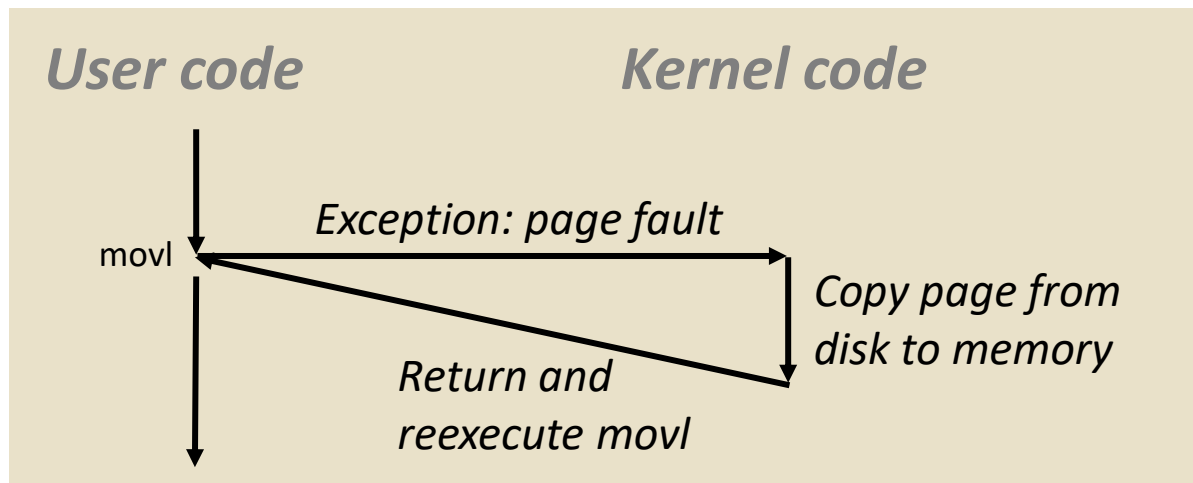 User code
Kernel code
Exception: page fault
movl
Copy page from
disk to memory
Return and
reexecute movl